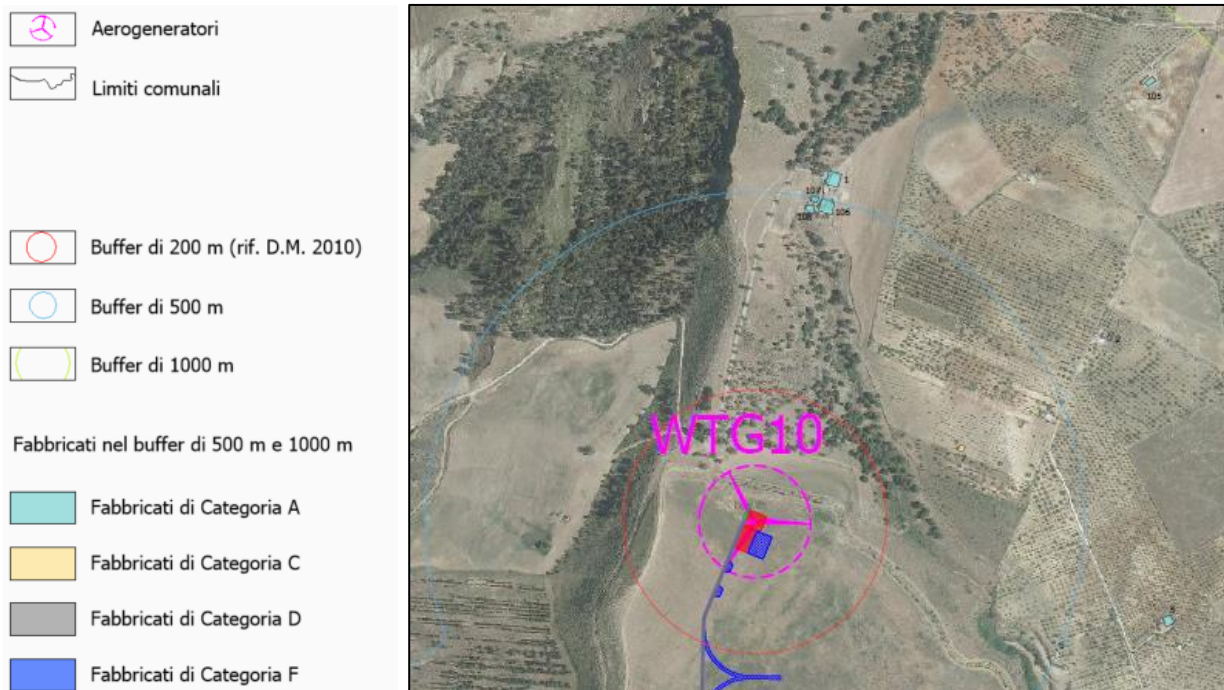 Aerogeneratori
Limiti comunali
Buffer di 200 m (rif. D.M. 2010)
Buffer di 500 m
Buffer di 1000 m
Fabbricati nel buffer di 500 m e 1000 m
Fabbricati di Categoria A
Fabbricati di Categoria C
Fabbricati di Categoria D
Fabbricati di Categoria F
105
1
107
106
108
WTG10